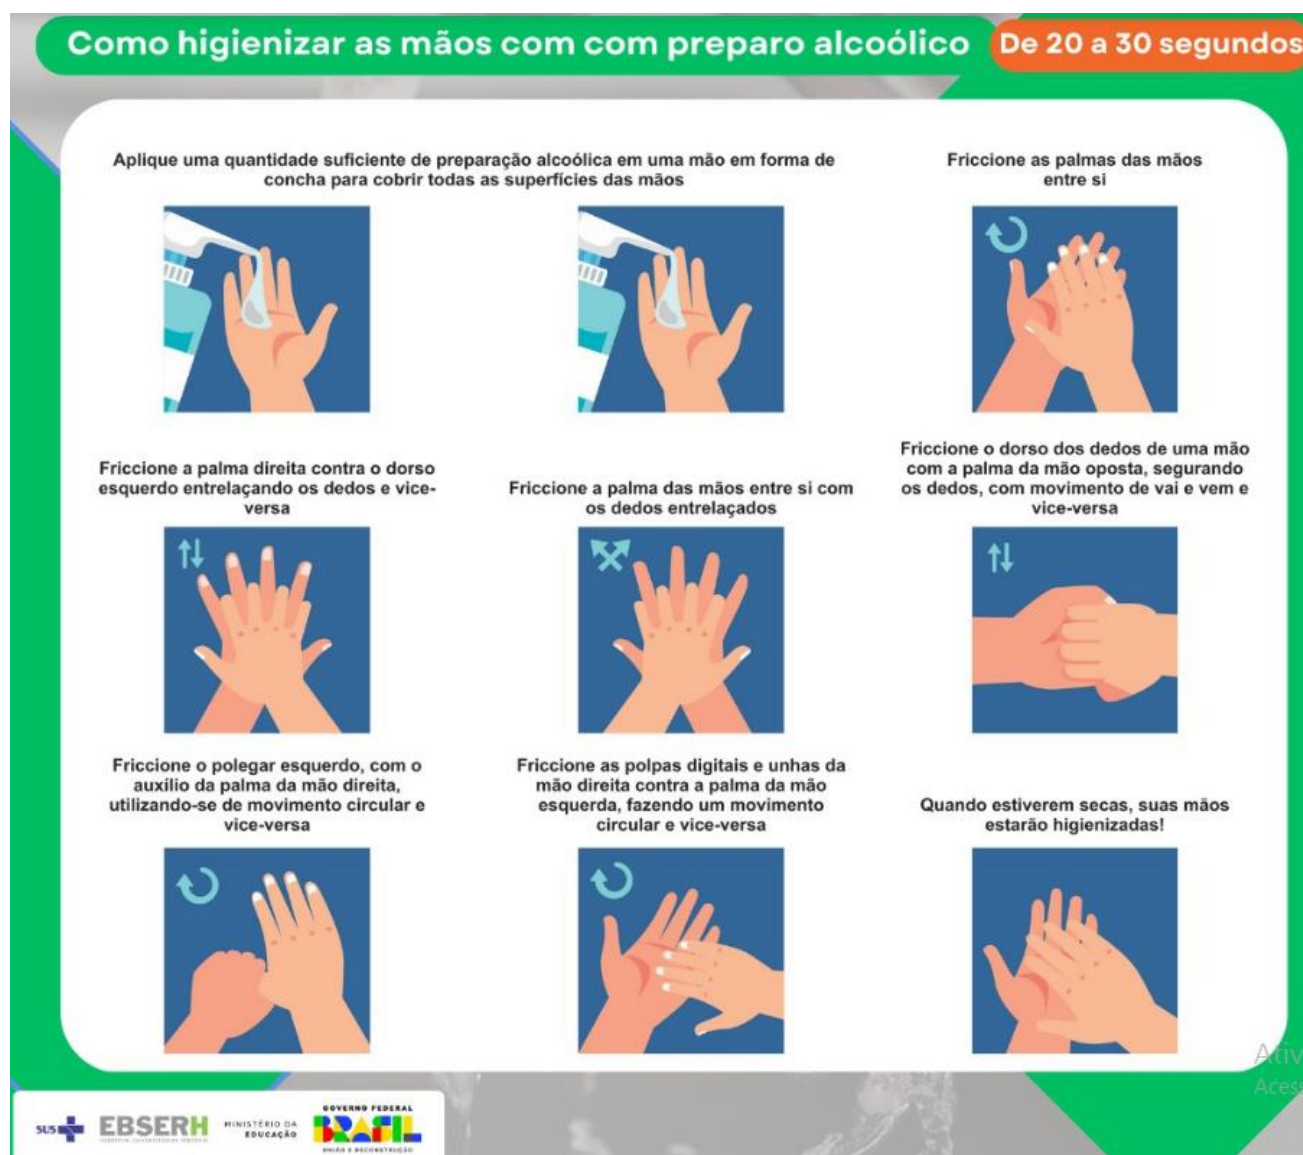 Como higienizar as mãos com com preparo alcoólico
De 20 a 30 segundos
Aplique uma quantidade suficiente de preparação alcoólica em uma mão em forma de
concha para cobrir todas as superfícies das mãos
Friccione as palmas das mãos
entre si
Friccione a palma direita contra o dorso
esquerdo entrelaçando os dedos e vice-
versa
Friccione a palma das mãos entre si com
os dedos entrelaçados
Friccione o dorso dos dedos de uma mão
com a palma da mão oposta, segurando
os dedos, com movimento de vai e vem e
vice-versa
Friccione o polegar esquerdo, com o
auxílio da palma da mão direita,
utilizando-se de movimento circular e
vice-versa
Friccione as polpas digitais e unhas da
mão direita contra a palma da mão
esquerda, fazendo um movimento
circular e vice-versa
Quando estiverem secas, suas mãos
estarão higienizadas!
Ativ
Aces
SUS
EBSERH
MINISTÉRIO DA
EDUCAÇÃO
GOVERNO FEDERAL
BRASIL
UNIÃO E RECONSTRUÇÃO